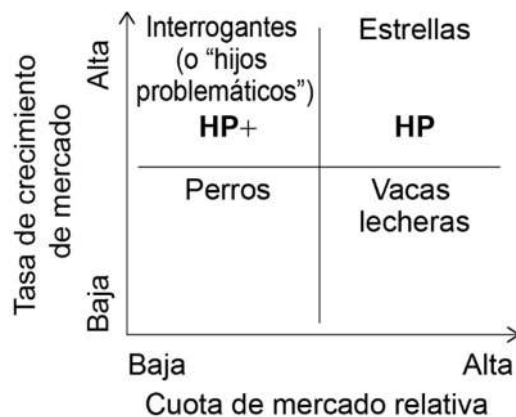 Interrogantes
(o “hijos
problemáticos”)
HP+
Estrellas
HP
Perros
Vacas
lecheras
Tasa de crecimiento
de mercado
Alta
Baja
Baja
Alta
Cuota de mercado relativa